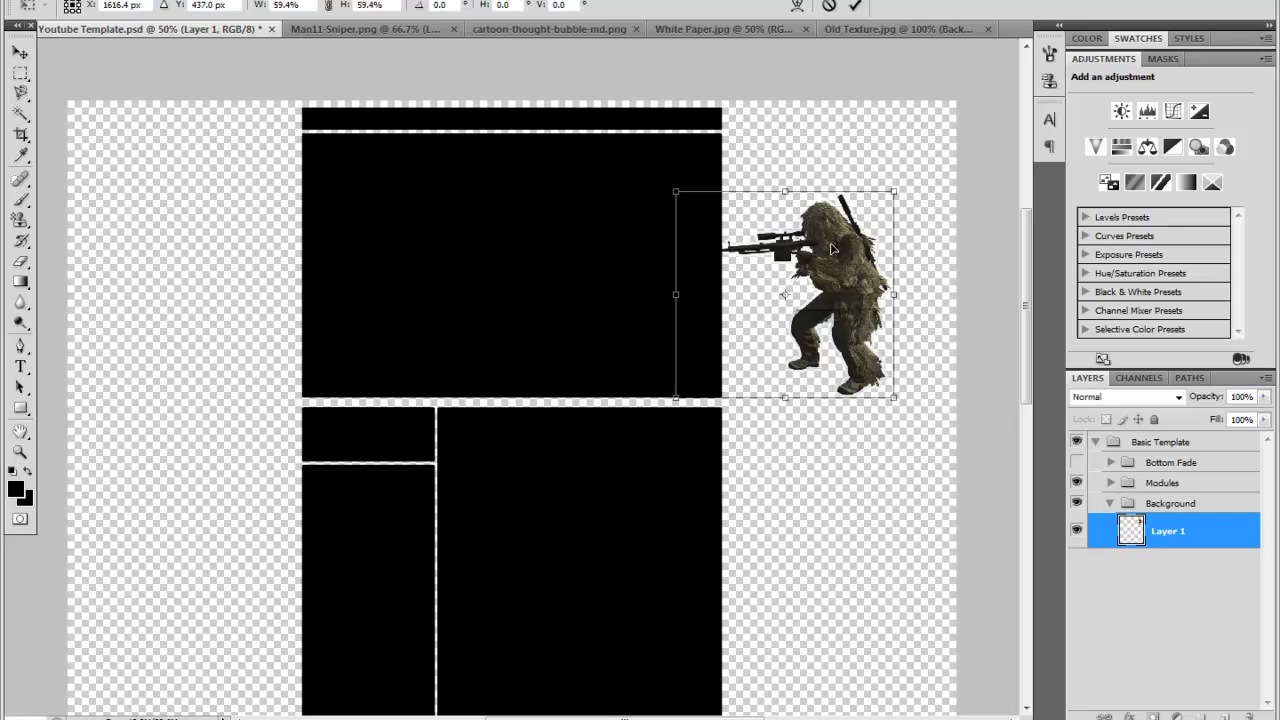 X: 1616.4 px Y: 437.0 px W: 59.4% H: 59.4% 0.0 ° H: 0.0 ° V: 0.0 °
Youtube Template.psd @ 50% (Layer 1, RGB/8) * × Man11-Sniper.png @ 66.7% (L... × cartoon-thought-bubble-md.png × White Paper.jpg @ 50% (RG... × Old Texture.jpg @ 100% (Back... ×
COLOR SWATCHES STYLES
ADJUSTMENTS MASKS
Add an adjustment
Levels Presets
Curves Presets
Exposure Presets
Hue/Saturation Presets
Black & White Presets
Channel Mixer Presets
Selective Color Presets
LAYERS CHANNELS PATHS
Normal Opacity: 100%
Lock: Fill: 100%
Basic Template
Bottom Fade
Modules
Background
Layer 1